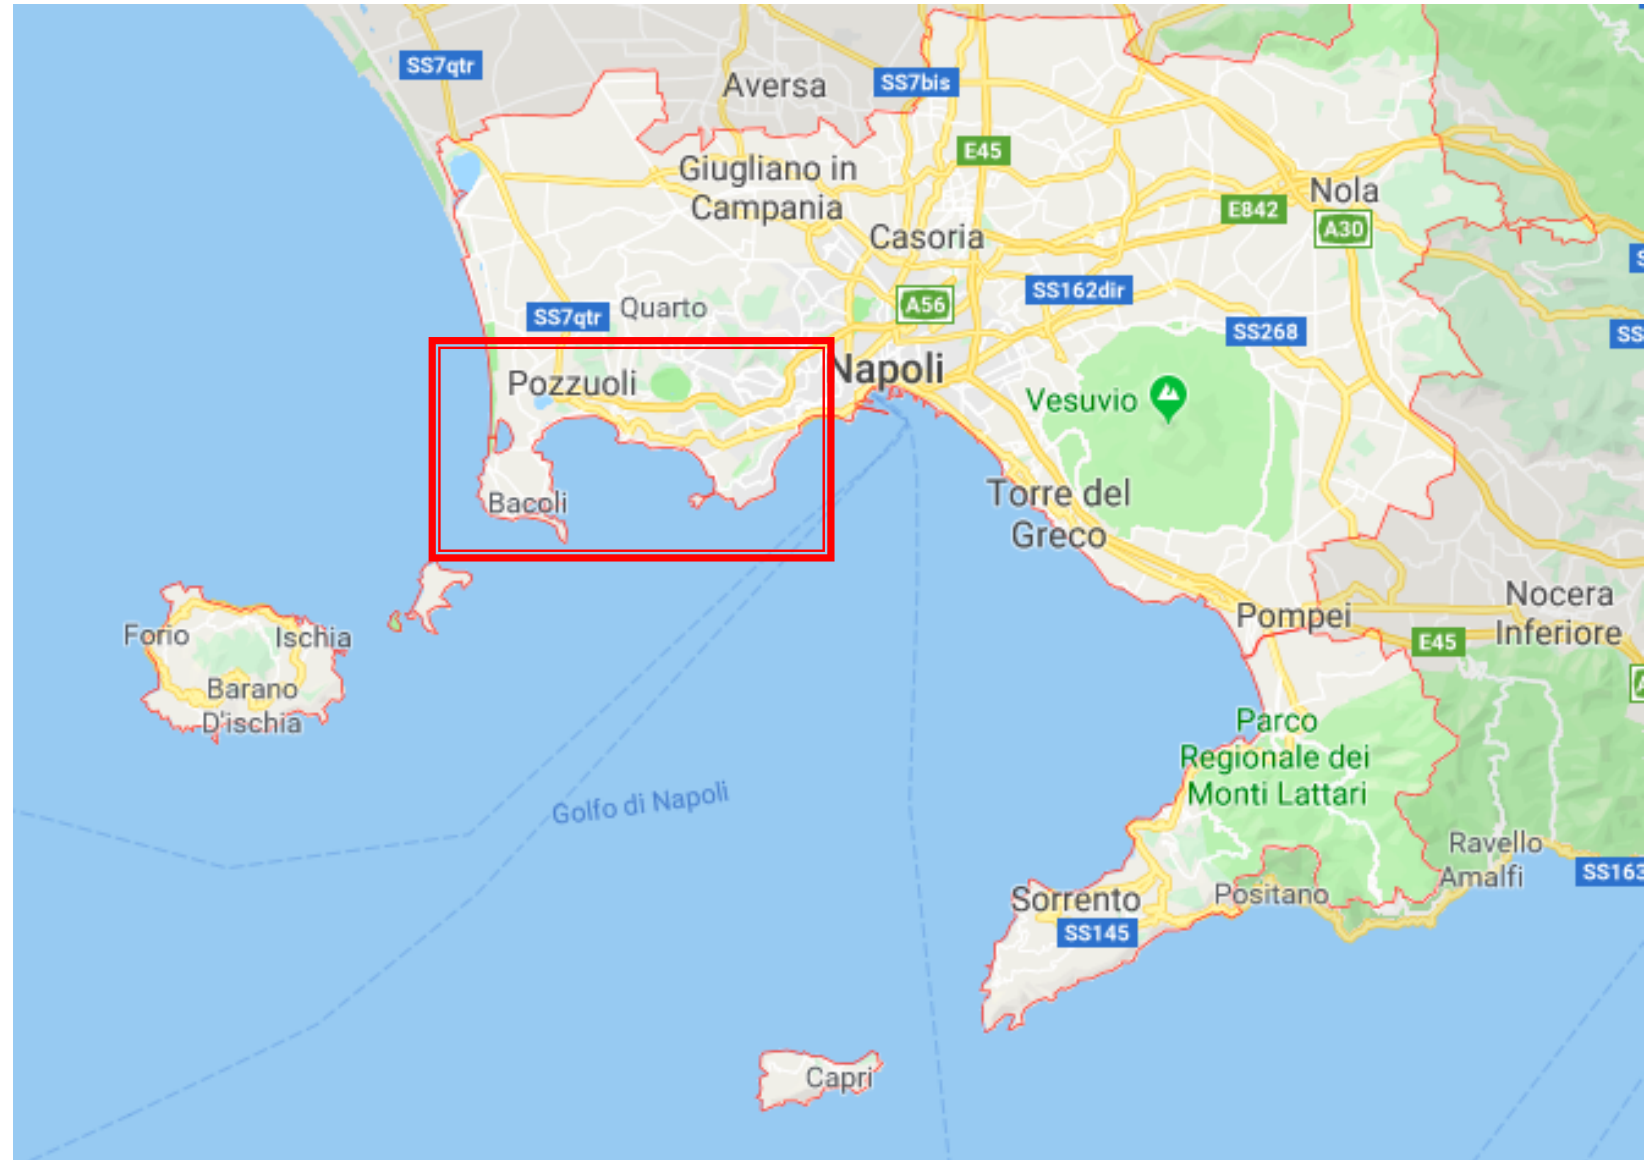 SS7qtr
Aversa
SS7bis
E45
Giugliano in
Campania
Nola
E842
A30
Casoria
SS162dir
A56
Quarto
SS7qtr
SS268
Napoli
Pozzuoli
Vesuvio
Bacoli
Torre del
Greco
Nocera
Inferiore
Pompei
E45
Forio
Ischia
Barano
D'ischia
Parco
Regionale dei
Monti Lattari
Golfo di Napoli
Ravello
Amalfi
SS163
Sorrento
Positano
SS145
Capri